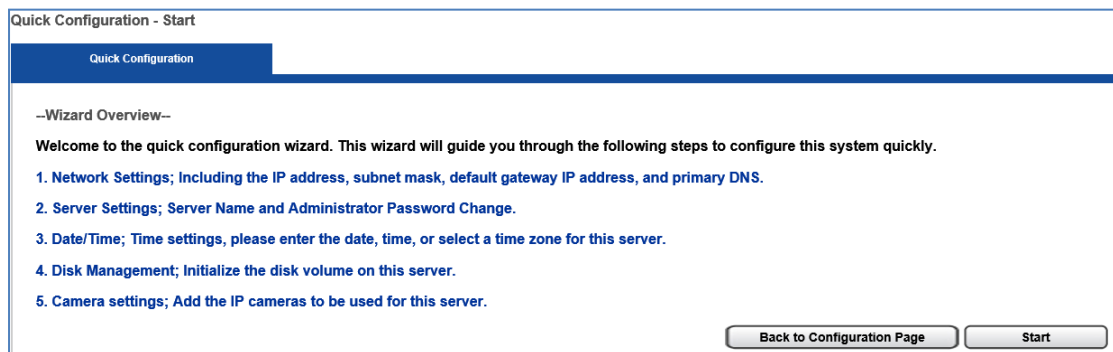 Quick Configuration - Start
Quick Configuration
--Wizard Overview--
Welcome to the quick configuration wizard. This wizard will guide you through the following steps to configure this system quickly.
1. Network Settings; Including the IP address, subnet mask, default gateway IP address, and primary DNS.
2. Server Settings; Server Name and Administrator Password Change.
3. Date/Time; Time settings, please enter the date, time, or select a time zone for this server.
4. Disk Management; Initialize the disk volume on this server.
5. Camera settings; Add the IP cameras to be used for this server.
Back to Configuration Page Start